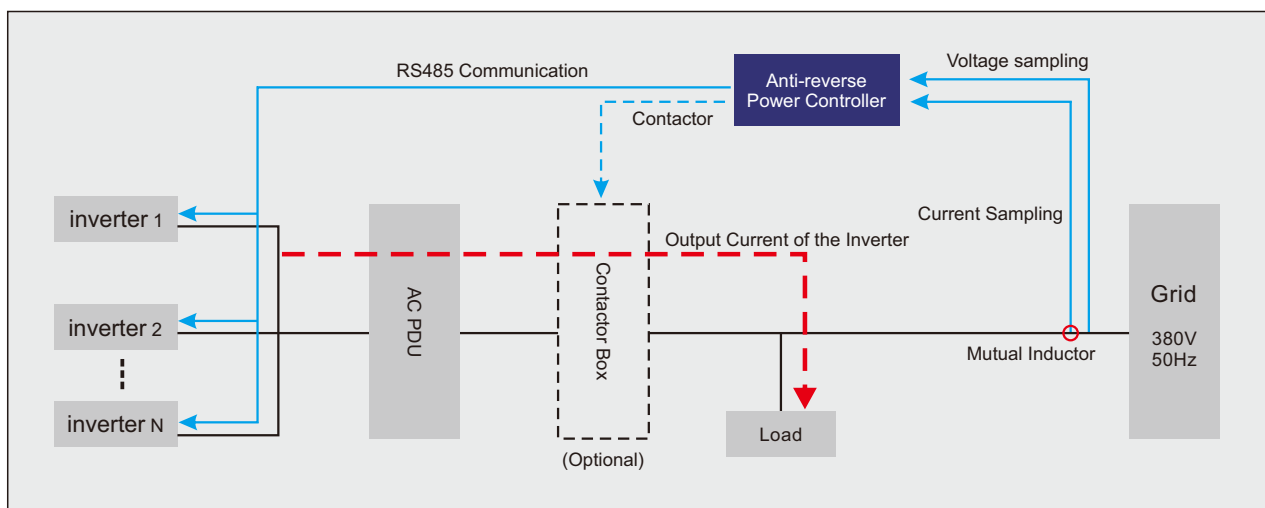 RS485 Communication
Anti-reverse
Power Controller
Voltage sampling
Contactor
inverter 1
Current Sampling
Output Current of the Inverter
AC PDU
Contactor Box
Grid
inverter 2
380V
50Hz
Mutual Inductor
inverter N
Load
(Optional)